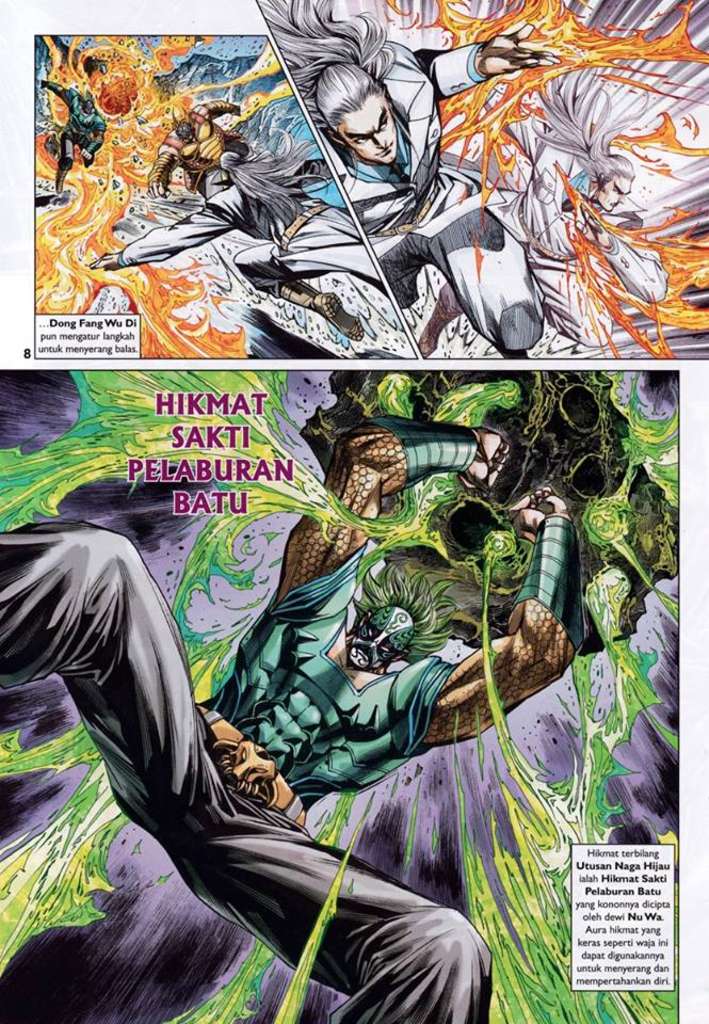 ...Dong Fang Wu Di
pun mengatur langkah
untuk menyerang balas.
8
HIKMAT
SAKTI
PELABURAN
BATU
Hikmat terbilang
Utusan Naga Hijau
ialah Hikmat Sakti
Pelaburan Batu
yang kononnya dicipta
oleh dewi Nu Wa.
Aura hikmat yang
keras seperti waja ini
dapat digunakannya
untuk menyerang dan
mempertahankan diri.